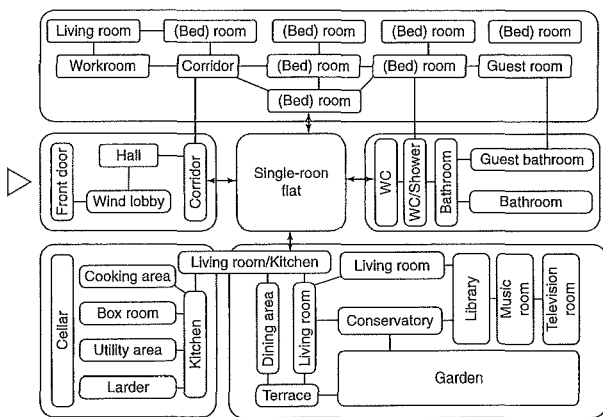 Living room
(Bed) room
(Bed) room
(Bed) room
(Bed) room
Workroom
Corridor
(Bed) room
(Bed) room
Guest room
(Bed) room
Front door
Hall
Wind lobby
Corridor
Single-roon
flat
WC
WC/Shower
Bathroom
Guest bathroom
Bathroom
Living room/Kitchen
Cellar
Cooking area
Box room
Utility area
Larder
Kitchen
Dining area
Living room
Living room
Conservatory
Library
Music
room
Television
room
Terrace
Garden